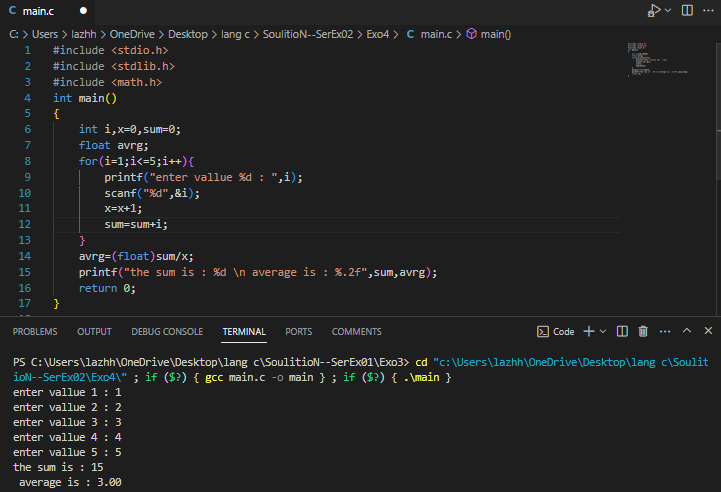 C main.c
C: > Users > lazhh > OneDrive > Desktop > lang c > SoulitioN--SerEx02 > Exo4 > C main.c > main()
1 #include <stdio.h>
2 #include <stdlib.h>
3 #include <math.h>
4 int main()
5 {
6 int i,x=0,sum=0;
7 float avrg;
8 for(i=1;i<=5;i++){
9 printf("enter vallue %d : ",i);
10 scanf("%d",&i);
11 x=x+1;
12 sum=sum+i;
13 }
14 avrg=(float)sum/x;
15 printf("the sum is : %d \n average is : %.2f",sum,avrg);
16 return 0;
17 }
PROBLEMS OUTPUT DEBUG CONSOLE TERMINAL PORTS COMMENTS Code
PS C:\Users\lazhh\OneDrive\Desktop\lang c\SoulitioN--SerEx01\Exo3> cd "c:\Users\lazhh\OneDrive\Desktop\lang c\Soulit
ioN--SerEx02\Exo4\" ; if ($?) { gcc main.c -o main } ; if ($?) { .\main }
enter vallue 1 : 1
enter vallue 2 : 2
enter vallue 3 : 3
enter vallue 4 : 4
enter vallue 5 : 5
the sum is : 15
average is : 3.00